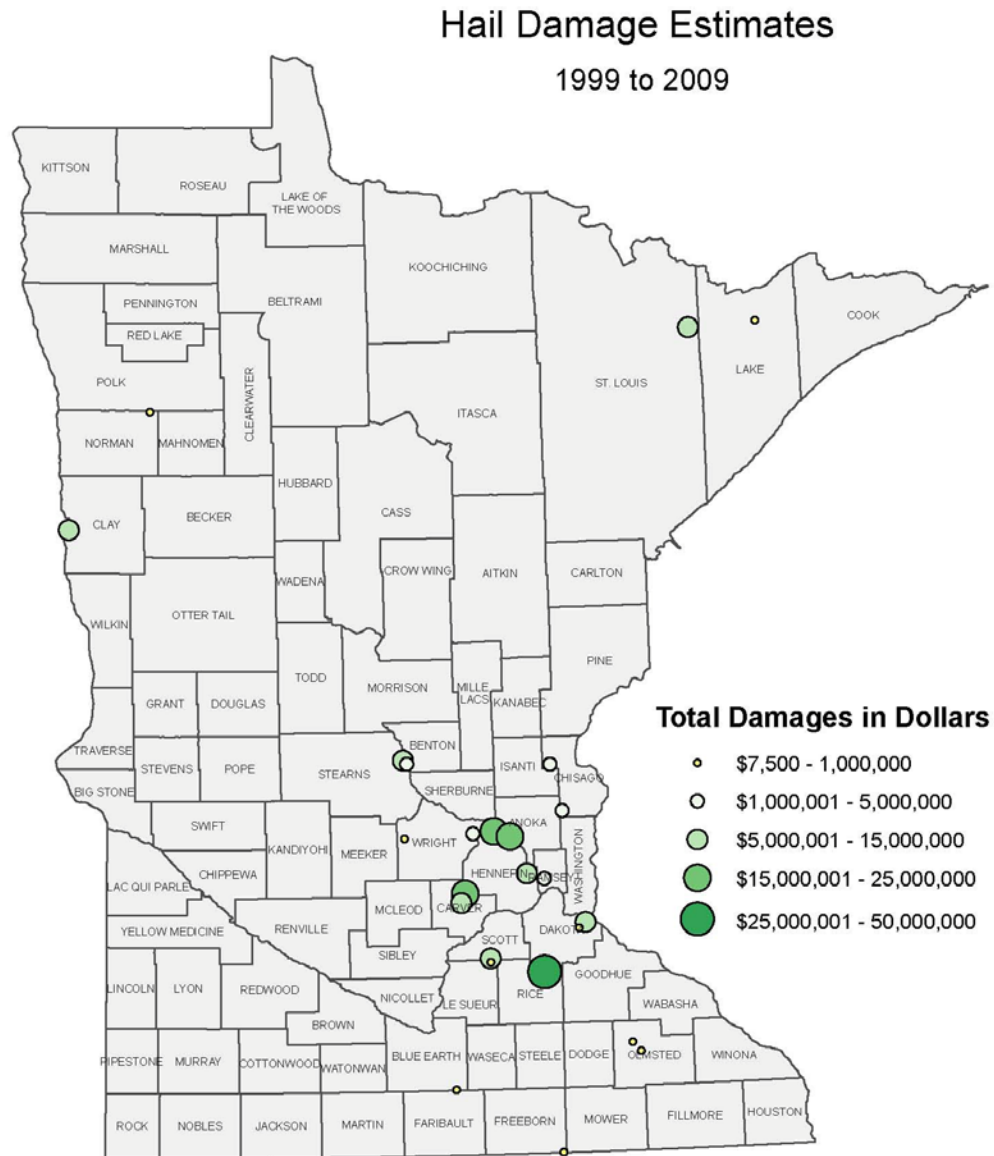 Hail Damage Estimates
1999 to 2009
KITTSON
ROSEAU
LAKE OF
THE WOODS
MARSHALL
KOOCHICHING
PENNINGTON
BELTRAMI
RED LAKE
COOK
POLK
CLEARWATER
ST. LOUIS
LAKE
ITASCA
NORMAN
MAHNOMEN
HUBBARD
CLAY
BECKER
CASS
WADENA
CROW WING
AITKIN
CARLTON
OTTER TAIL
WILKIN
PINE
TODD
MORRISON
MILLE
LACS
KANABEC
GRANT
DOUGLAS
Total Damages in Dollars
TRAVERSE
STEVENS
POPE
STEARNS
BENTON
ISANTI
CHISAGO
$7,500 - 1,000,000
BIG STONE
SHERBURNE
$1,000,001 - 5,000,000
SWIFT
ANOKA
KANDIYOHI
MEEKER
WRIGHT
WASHINGTON
$5,000,001 - 15,000,000
CHIPPEWA
HENNEPIN
RAMSEY
$15,000,001 - 25,000,000
LAC QUI PARLE
MCLEOD
CARVER
$25,000,001 - 50,000,000
YELLOW MEDICINE
RENVILLE
SCOTT
DAKOTA
SIBLEY
GOODHUE
LINCOLN
LYON
REDWOOD
NICOLLET
LE SUEUR
RICE
WABASHA
BROWN
PIPESTONE
MURRAY
COTTONWOOD
WATONWAN
BLUE EARTH
WASECA
STEELE
DODGE
OLMSTED
WINONA
ROCK
NOBLES
JACKSON
MARTIN
FARIBAULT
FREEBORN
MOWER
FILLMORE
HOUSTON